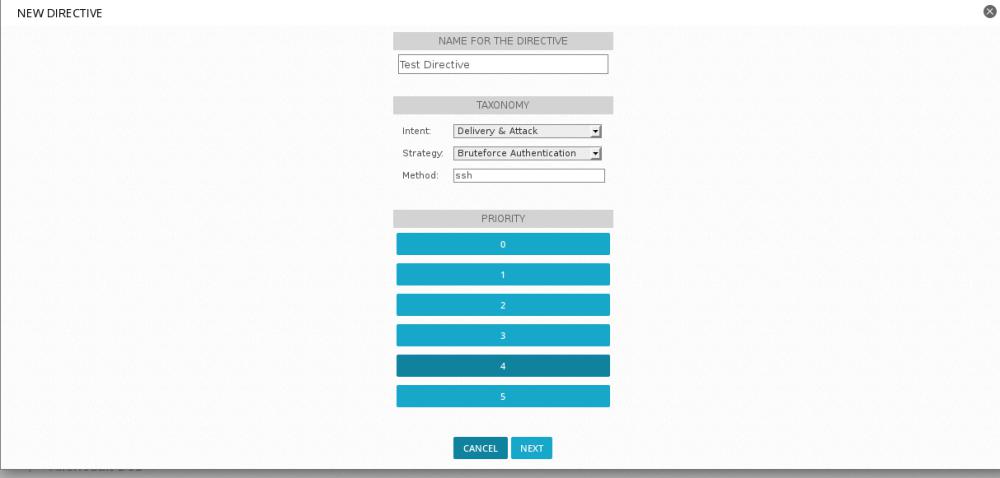 NEW DIRECTIVE
NAME FOR THE DIRECTIVE
Test Directive
TAXONOMY
Intent: Delivery & Attack
Strategy: Bruteforce Authentication
Method: ssh
PRIORITY
0
1
2
3
4
5
CANCEL NEXT